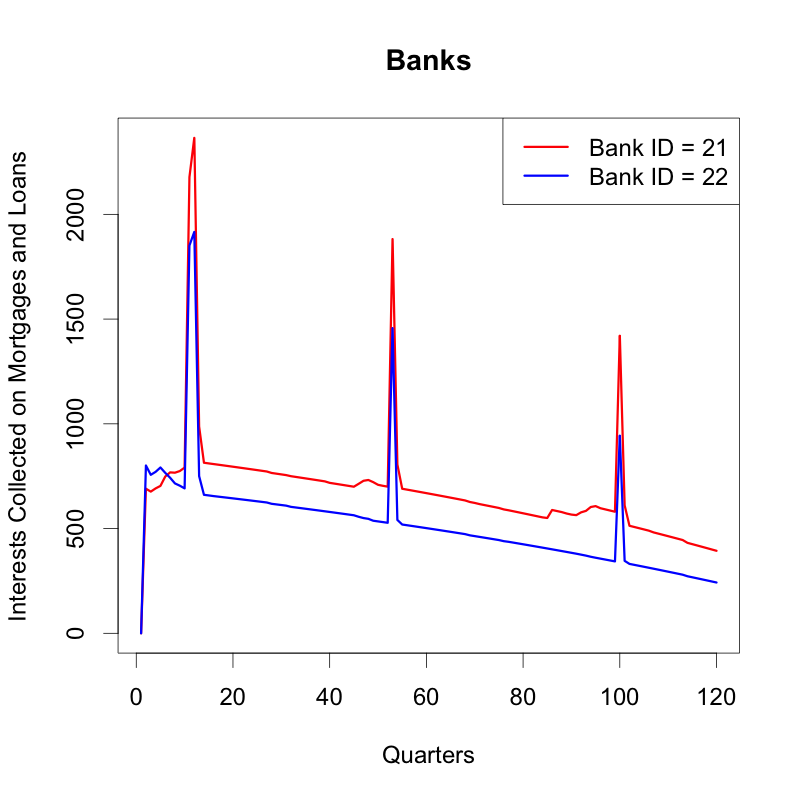 Banks
Bank ID = 21
Bank ID = 22
Interests Collected on Mortgages and Loans
2000
1500
1000
500
0
0 20 40 60 80 100 120
Quarters